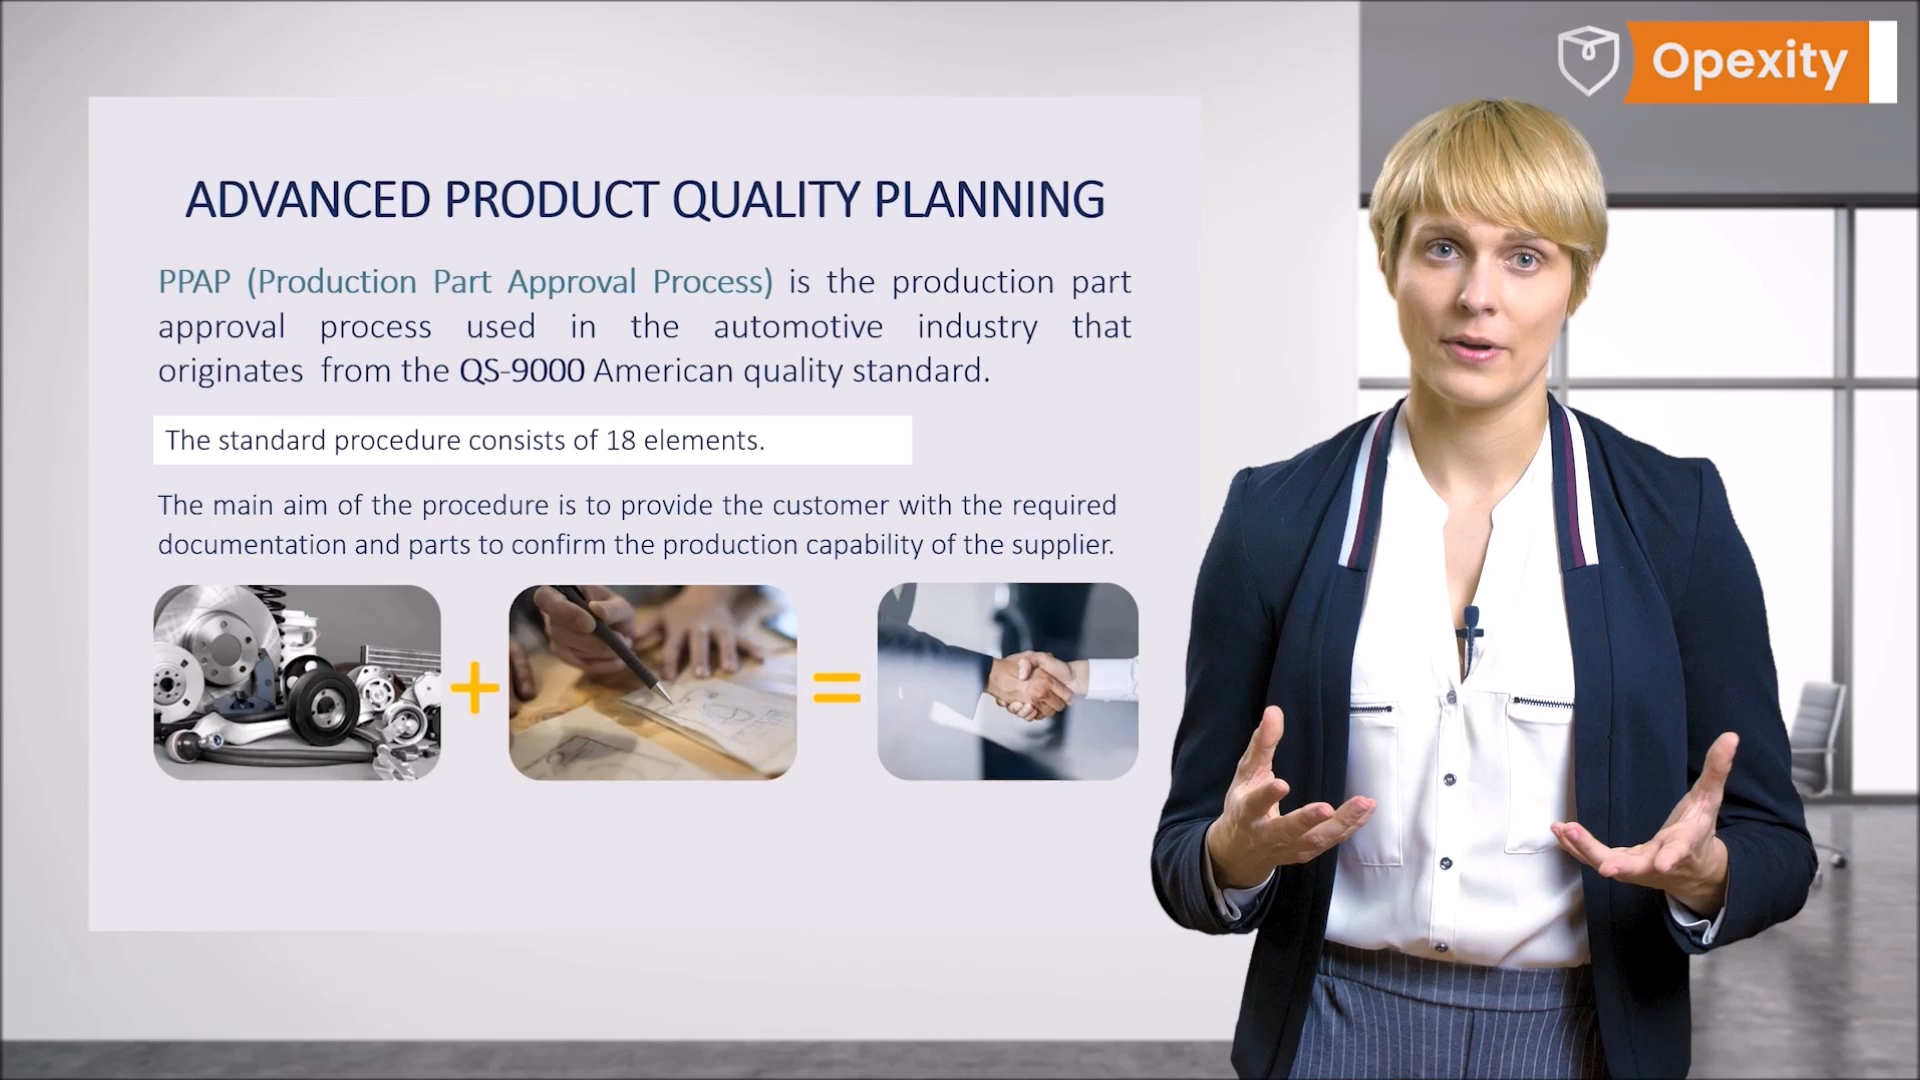 Opexity
ADVANCED PRODUCT QUALITY PLANNING
PPAP (Production Part Approval Process) is the production part
approval process used in the automotive industry that
originates from the QS-9000 American quality standard.
The standard procedure consists of 18 elements.
The main aim of the procedure is to provide the customer with the required
documentation and parts to confirm the production capability of the supplier.